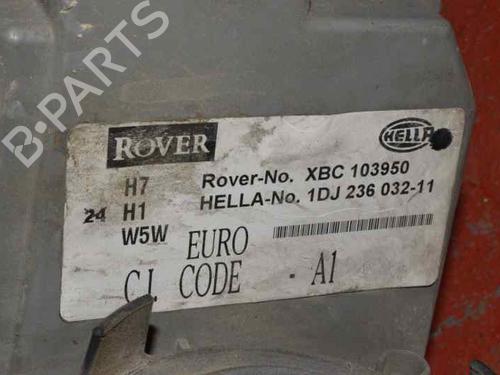 B-PARTS
ROVER
HELLA
Rover-No. XBC 103950
HELLA-No. 1DJ 236 032-11
H7
24 H1
W5W
EURO
C.I. CODE - A1